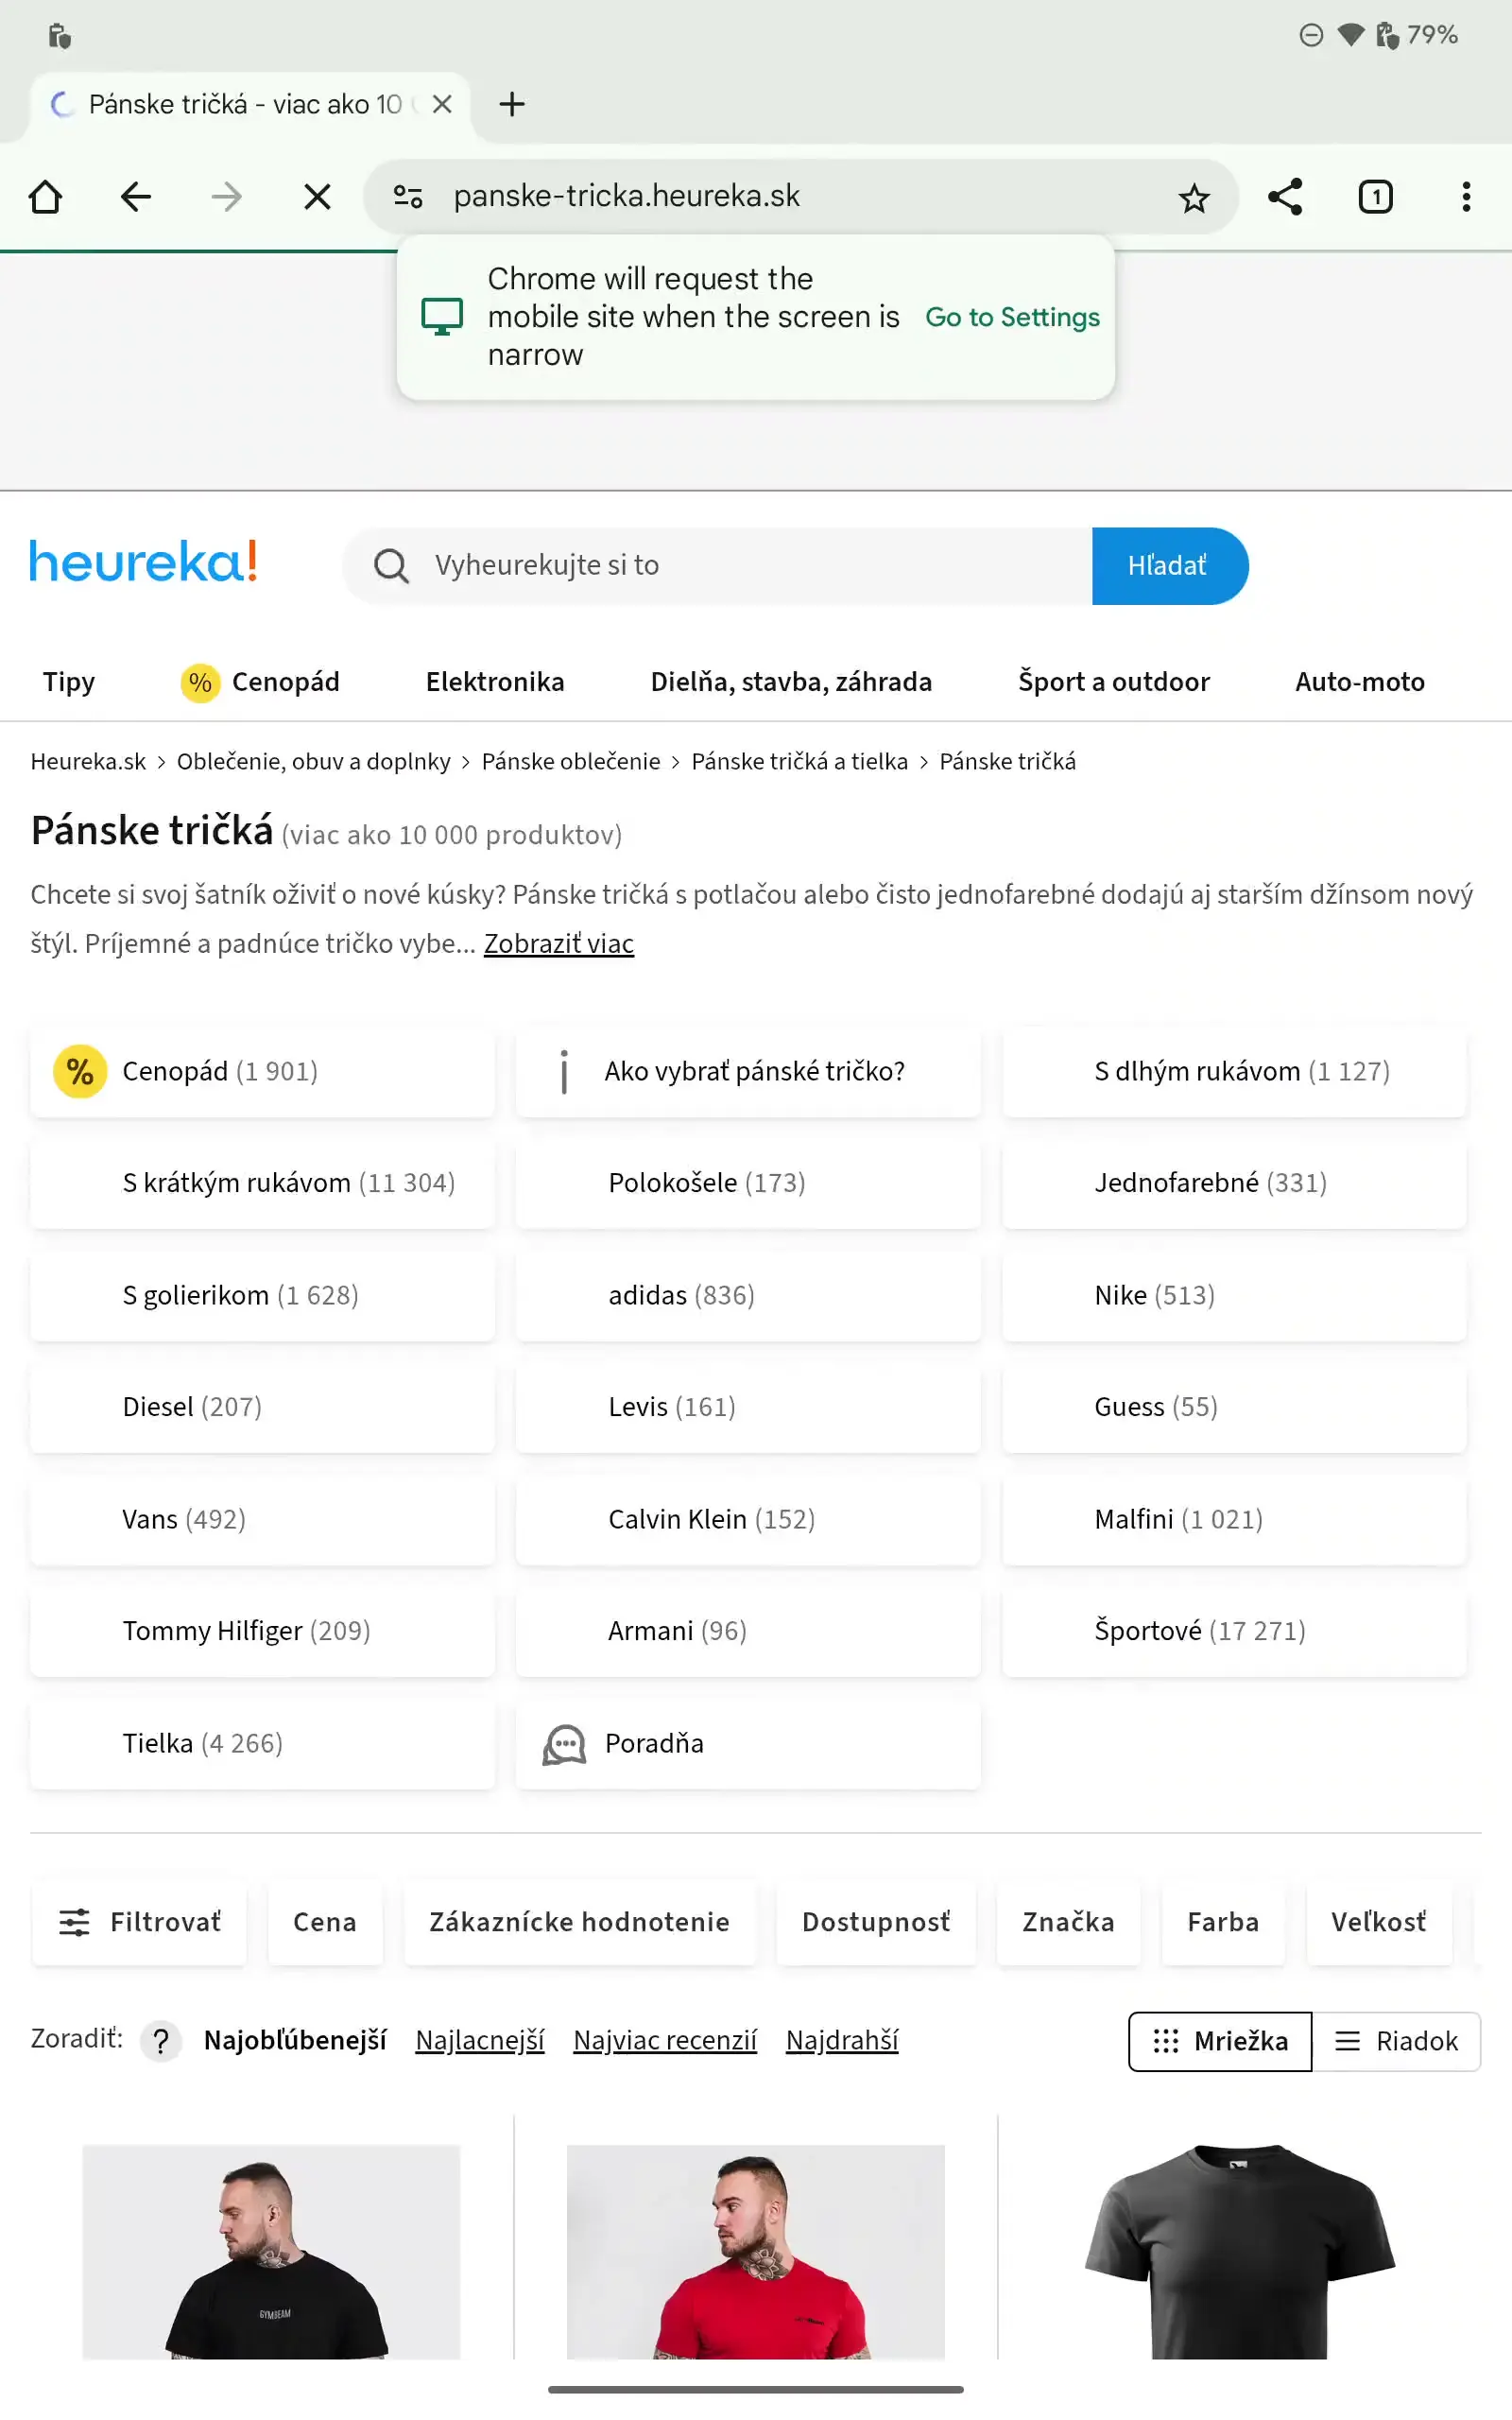 79%
Pánske tričká - viac ako 10
panske-tricka.heureka.sk
1
Chrome will request the
mobile site when the screen is
narrow
Go to Settings
heureka!
Vyheurekujte si to
Hľadať
Tipy
% Cenopád
Elektronika
Dielňa, stavba, záhrada
Šport a outdoor
Auto-moto
Heureka.sk > Oblečenie, obuv a doplnky > Pánske oblečenie > Pánske tričká a tielka > Pánske tričká
Pánske tričká (viac ako 10 000 produktov)
Chcete si svoj šatník oživiť o nové kúsky? Pánske tričká s potlačou alebo čisto jednofarebné dodajú aj starším džínsom nový
štýl. Príjemné a padnúce tričko vybe... Zobraziť viac
% Cenopád (1 901)
Ako vybrať pánské tričko?
S dlhým rukávom (1 127)
S krátkým rukávom (11 304)
Polokošele (173)
Jednofarebné (331)
S golierikom (1 628)
adidas (836)
Nike (513)
Diesel (207)
Levis (161)
Guess (55)
Vans (492)
Calvin Klein (152)
Malfini (1 021)
Tommy Hilfiger (209)
Armani (96)
Športové (17 271)
Tielka (4 266)
Poradňa
Filtrovať
Cena
Zákaznícke hodnotenie
Dostupnosť
Značka
Farba
Veľkosť
Zoradiť: ? Najobľúbenejší Najlacnejší Najviac recenzií Najdrahší
Mriežka
Riadok
GYMBEAM